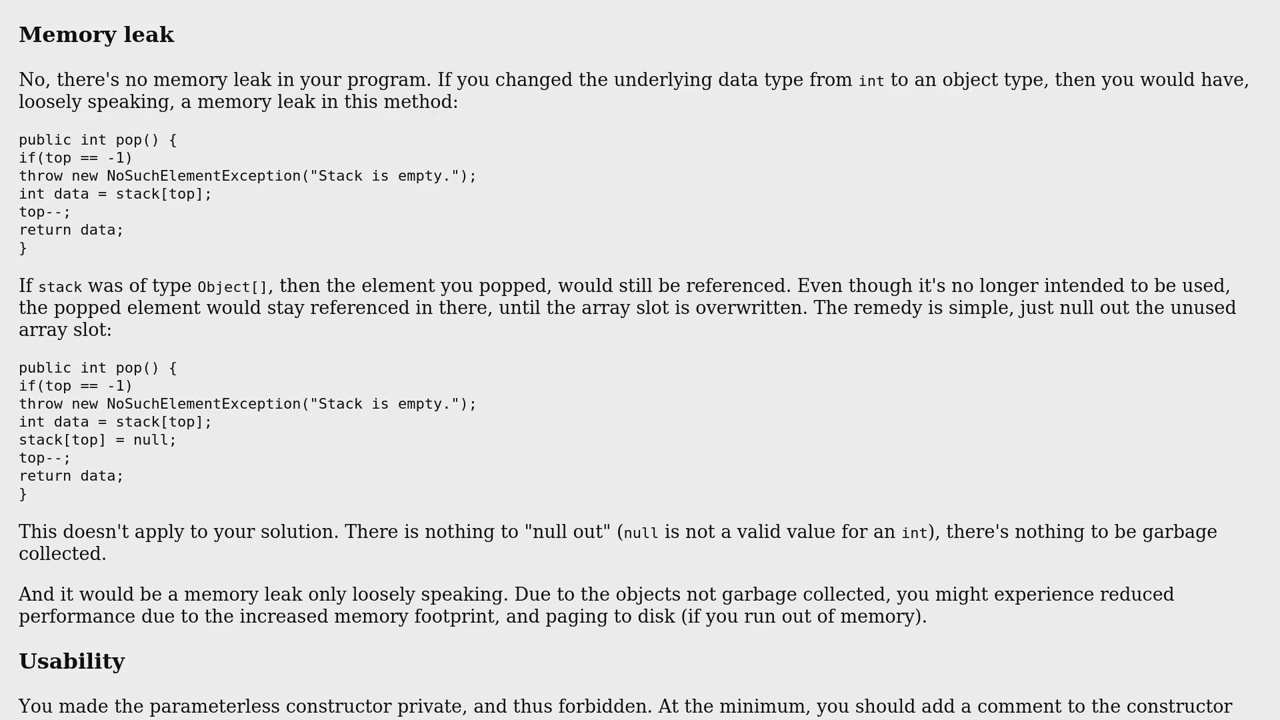 Memory leak
No, there's no memory leak in your program. If you changed the underlying data type from int to an object type, then you would have,
loosely speaking, a memory leak in this method:
public int pop() {
if(top == -1)
throw new NoSuchElementException("Stack is empty.");
int data = stack[top];
top--;
return data;
}
If stack was of type Object[], then the element you popped, would still be referenced. Even though it's no longer intended to be used,
the popped element would stay referenced in there, until the array slot is overwritten. The remedy is simple, just null out the unused
array slot:
public int pop() {
if(top == -1)
throw new NoSuchElementException("Stack is empty.");
int data = stack[top];
stack[top] = null;
top--;
return data;
}
This doesn't apply to your solution. There is nothing to "null out" (null is not a valid value for an int), there's nothing to be garbage
collected.
And it would be a memory leak only loosely speaking. Due to the objects not garbage collected, you might experience reduced
performance due to the increased memory footprint, and paging to disk (if you run out of memory).
Usability
You made the parameterless constructor private, and thus forbidden. At the minimum, you should add a comment to the constructor